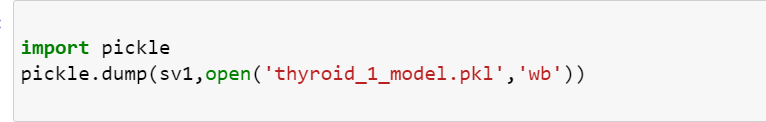 import pickle
pickle.dump(sv1,open('thyroid_1_model.pkl','wb'))